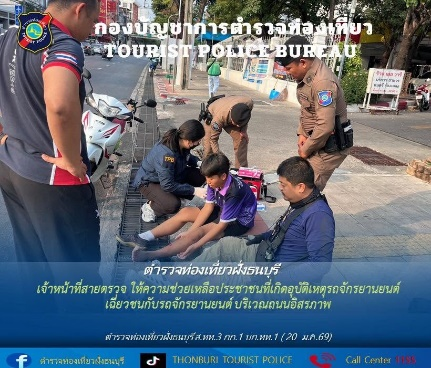 กองบัญชาการตำรวจท่องเที่ยว
TOURIST POLICE BUREAU
TPB
ตำรวจท่องเที่ยวฝั่งธนบุรี
เจ้าหน้าที่สายตรวจ ให้ความช่วยเหลือประชาชนที่เกิดอุบัติเหตุรถจักรยานยนต์
เฉี่ยวชนกับรถจักรยานยนต์ บริเวณถนนอิสรภาพ
ตำรวจท่องเที่ยวฝั่งธนบุรี ส.ทท.3 กก.1 บก.ทท.1 ( 20 ม.ค.69)
ตำรวจท่องเที่ยวฝั่งธนบุรี
THONBURI TOURIST POLICE
Call Center 1155